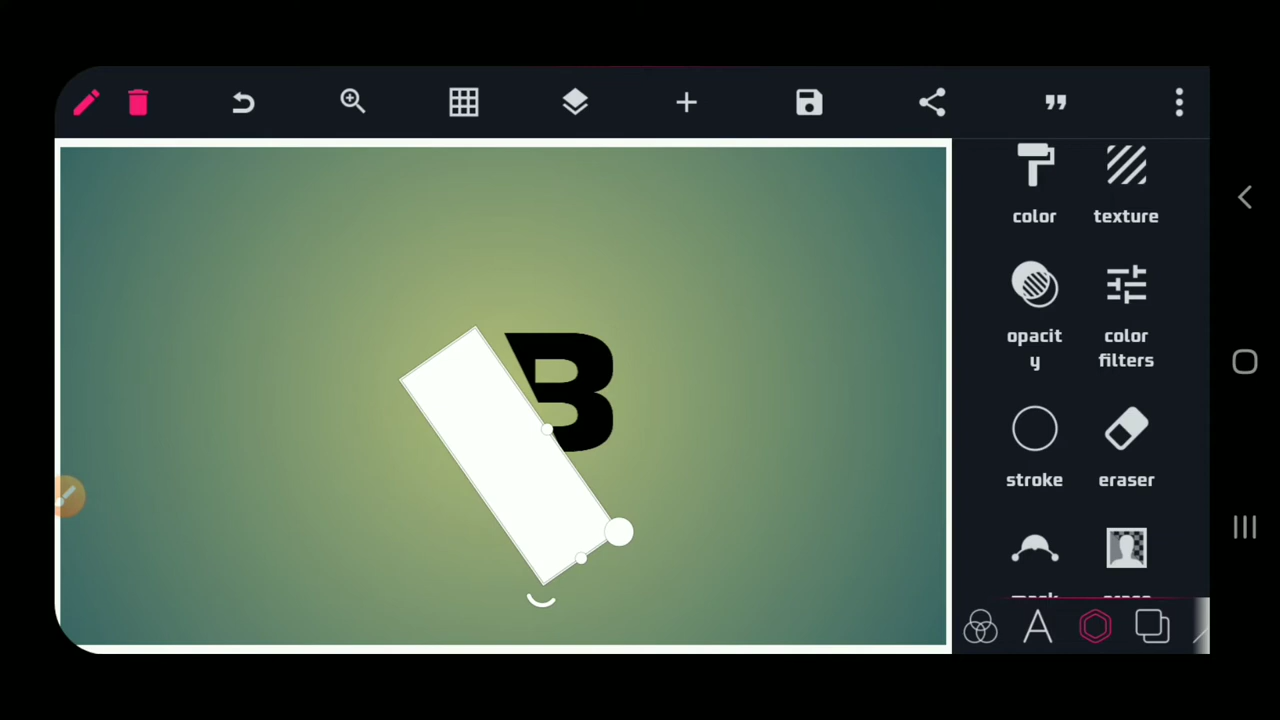 color texture
opacit
y
color
filters
stroke eraser
B